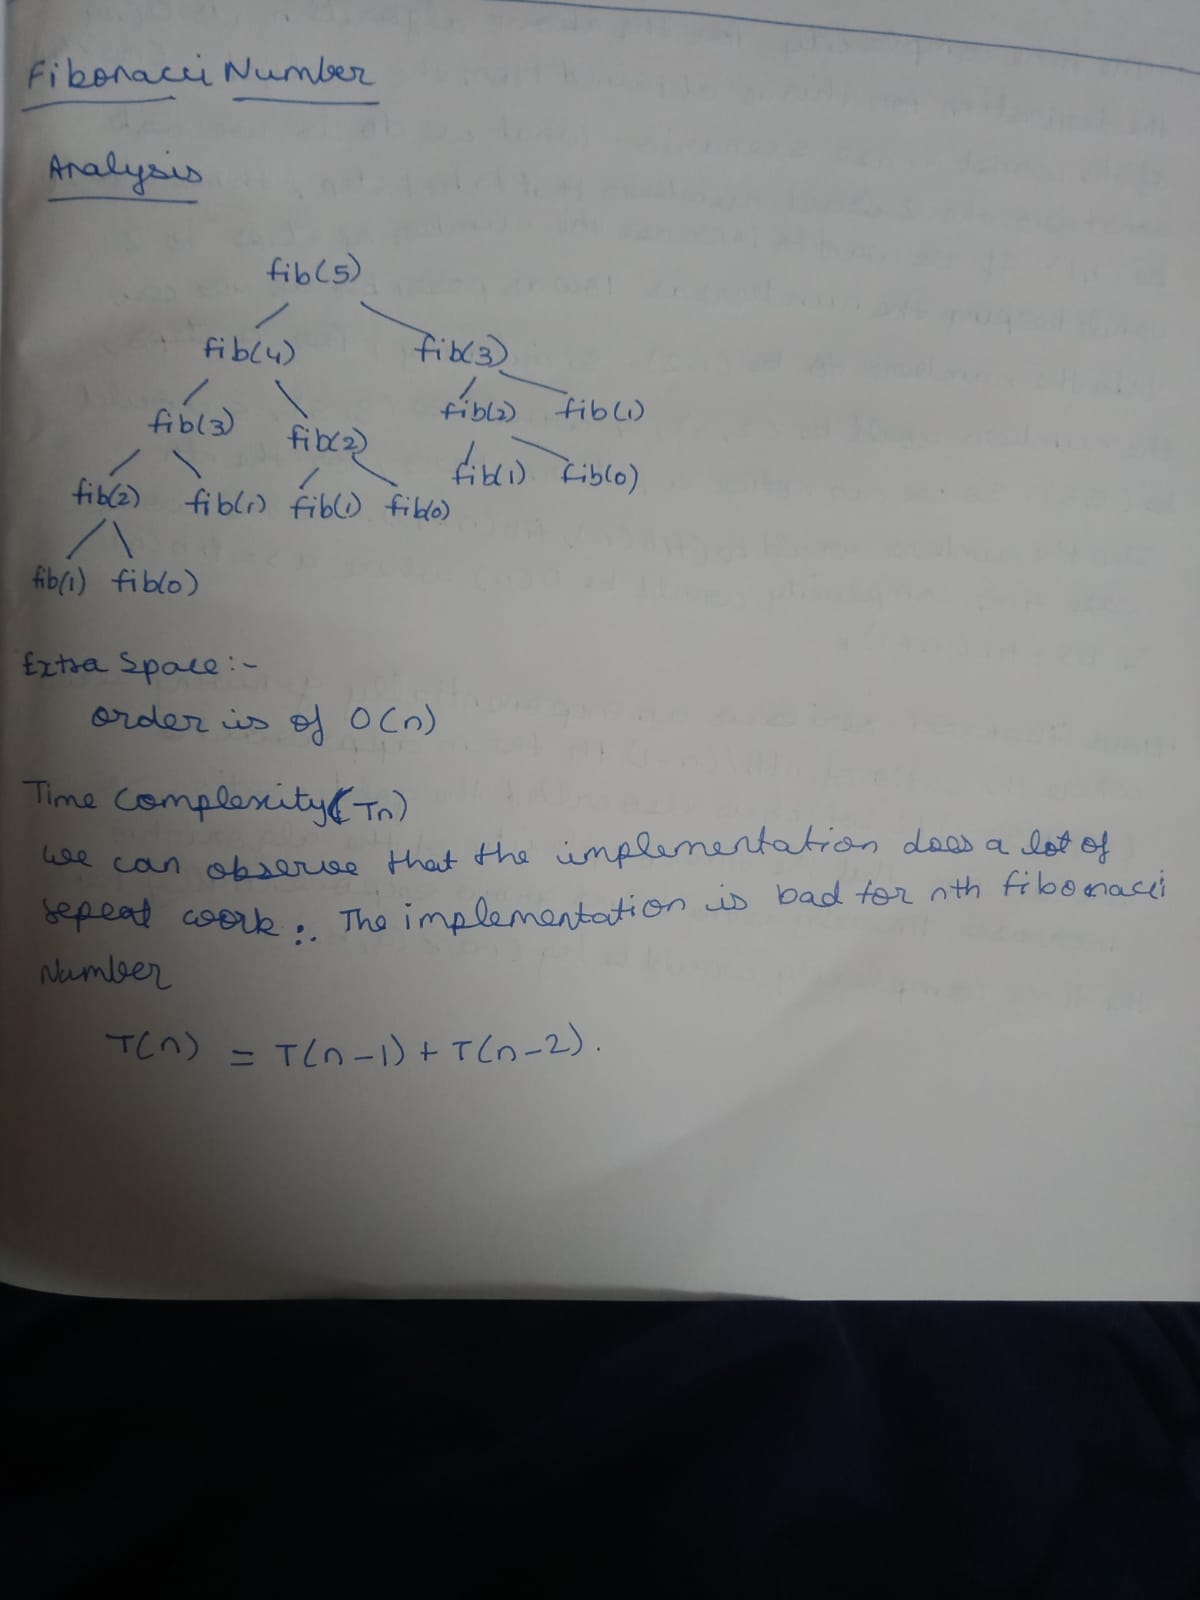 Fibonacci Number
Analysis
fib(5)
fib(4) fib(3)
fib(3) fib(2) fib(2) fib(1)
fib(2) fib(1) fib(1) fib(0) fib(1) fib(0)
fib(1) fib(0)
Extra Space:-
order is of O(n)
Time Complexity (Tn)
we can observe that the implementation does a lot of
repeat work ∴ The implementation is bad for nth fibonacci
Number
T(n) = T(n-1) + T(n-2).